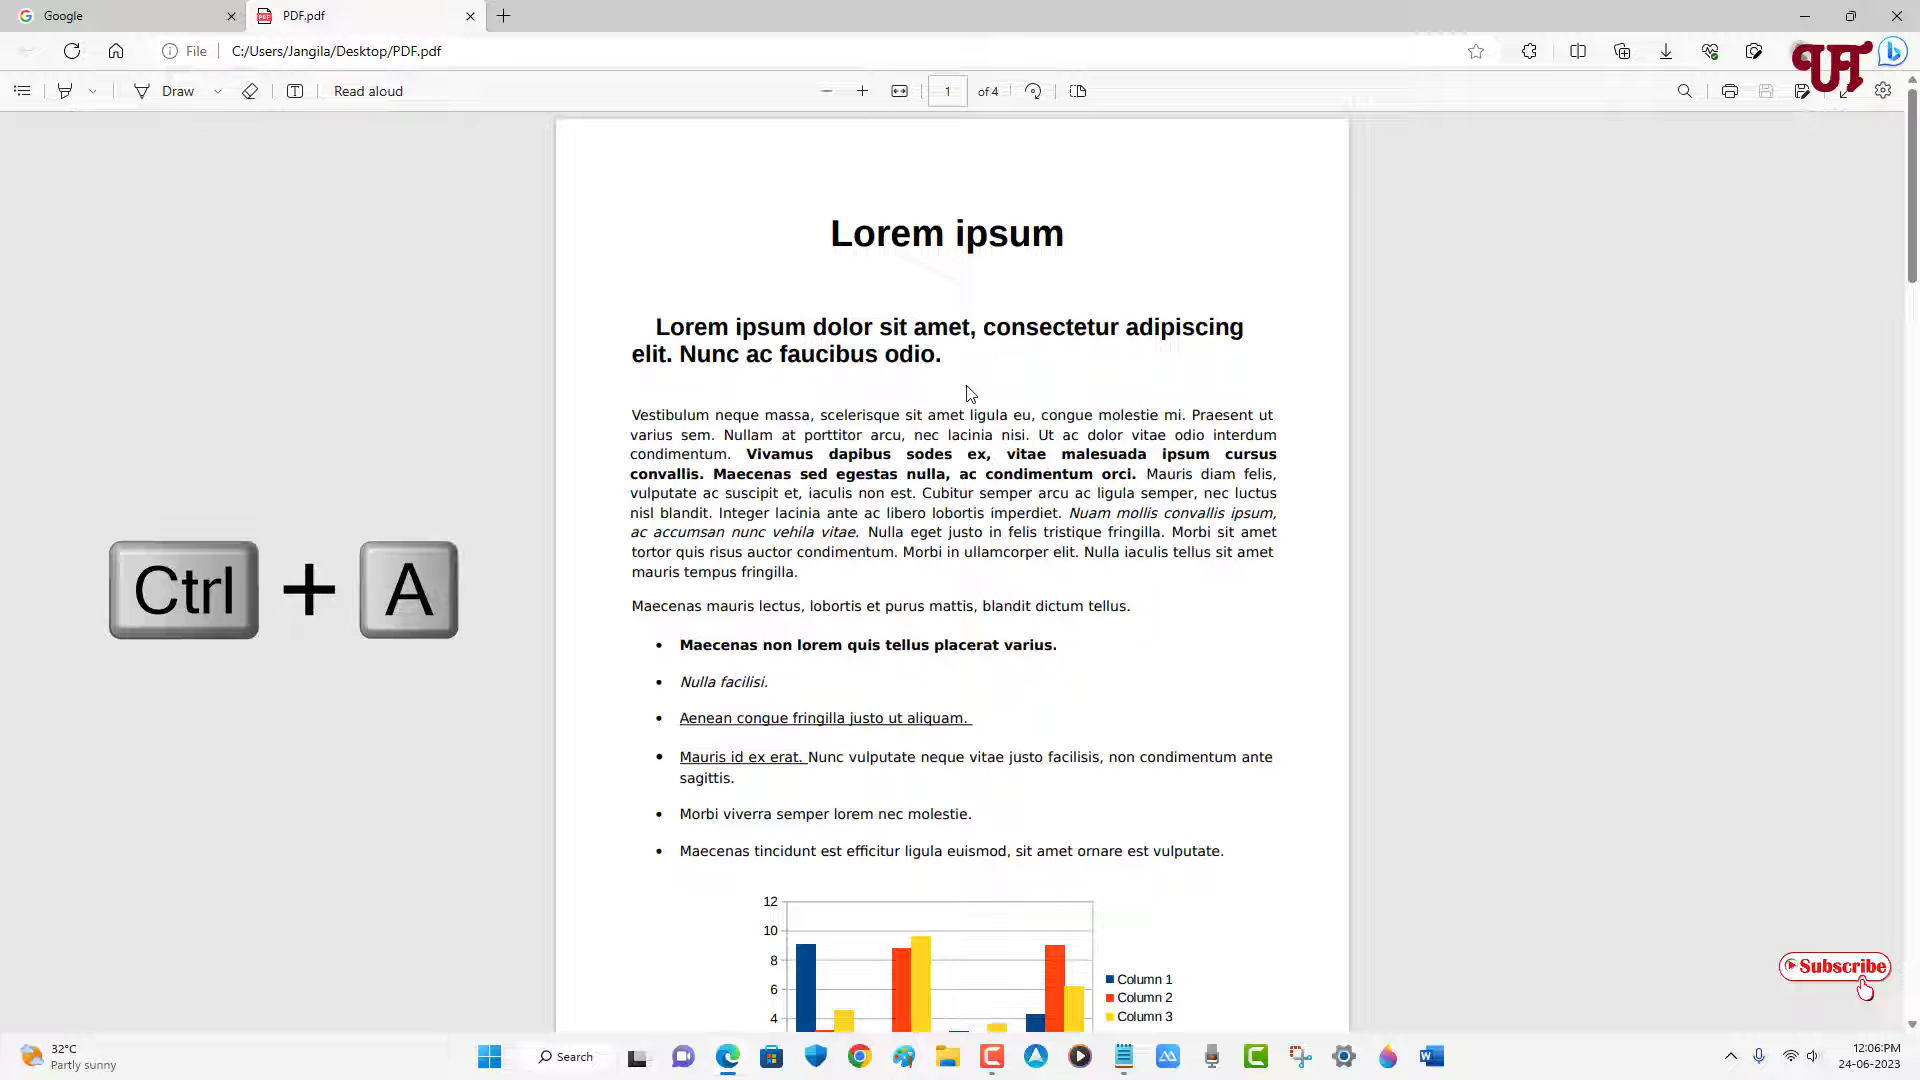 Google
PDF.pdf
File
C:/Users/Jangila/Desktop/PDF.pdf
UT
Draw
Read aloud
1
of 4
Lorem ipsum
Lorem ipsum dolor sit amet, consectetur adipiscing
elit. Nunc ac faucibus odio.
Vestibulum neque massa, scelerisque sit amet ligula eu, congue molestie mi. Praesent ut
varius sem. Nullam at porttitor arcu, nec lacinia nisi. Ut ac dolor vitae odio interdum
condimentum. Vivamus dapibus sodes ex, vitae malesuada ipsum cursus
convallis. Maecenas sed egestas nulla, ac condimentum orci. Mauris diam felis,
vulputate ac suscipit et, iaculis non est. Cubitur semper arcu ac ligula semper, nec luctus
nisl blandit. Integer lacinia ante ac libero lobortis imperdiet. Nuam mollis convallis ipsum,
ac accumsan nunc vehila vitae. Nulla eget justo in felis tristique fringilla. Morbi sit amet
tortor quis risus auctor condimentum. Morbi in ullamcorper elit. Nulla iaculis tellus sit amet
mauris tempus fringilla.
Maecenas mauris lectus, lobortis et purus mattis, blandit dictum tellus.
• Maecenas non lorem quis tellus placerat varius.
• Nulla facilisi.
• Aenean congue fringilla justo ut aliquam.
• Mauris id ex erat. Nunc vulputate neque vitae justo facilisis, non condimentum ante
sagittis.
• Morbi viverra semper lorem nec molestie.
• Maecenas tincidunt est efficitur ligula euismod, sit amet ornare est vulputate.
Ctrl + A
12
10
8
6
4
Column 1
Column 2
Column 3
Subscribe
32°C
Partly sunny
Search
12:06:PM
24-06-2023